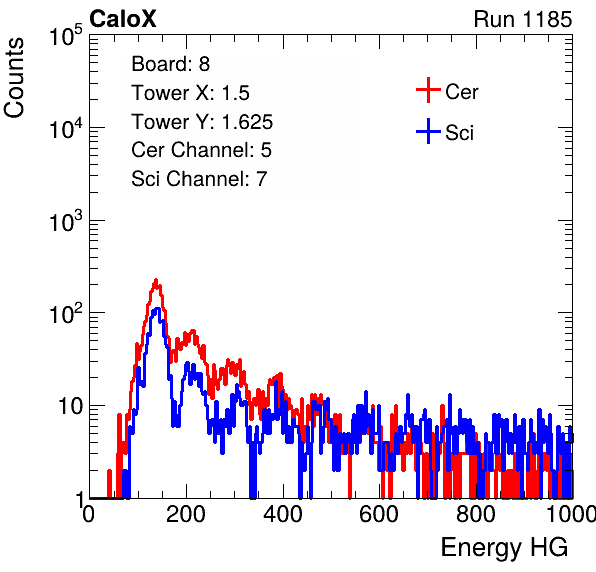 CaloX Run 1185
Counts
Board: 8
Tower X: 1.5
Tower Y: 1.625
Cer Channel: 5
Sci Channel: 7
Cer
Sci
10^5
10^4
10^3
10^2
10
1
0 200 400 600 800 1000
Energy HG